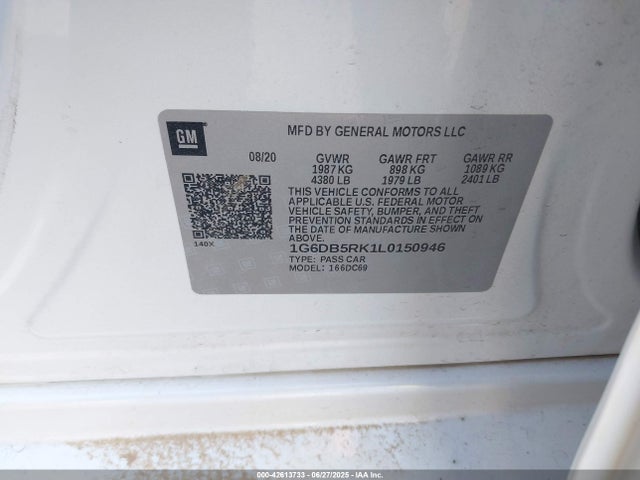 GM
MFD BY GENERAL MOTORS LLC
08/20 GVWR GAWR FRT GAWR RR
1987 KG 898 KG 1089 KG
4380 LB 1979 LB 2401 LB
THIS VEHICLE CONFORMS TO ALL
APPLICABLE U.S. FEDERAL MOTOR
VEHICLE SAFETY, BUMPER, AND THEFT
PREVENTION STANDARDS IN EFFECT ON
THE DATE OF MANUFACTURE SHOWN ABOVE.
140X
1G6DB5RK1L0150946
TYPE: PASS CAR
MODEL: 166DC69
000-42613733 - 06/27/2025 - IAAI.COM